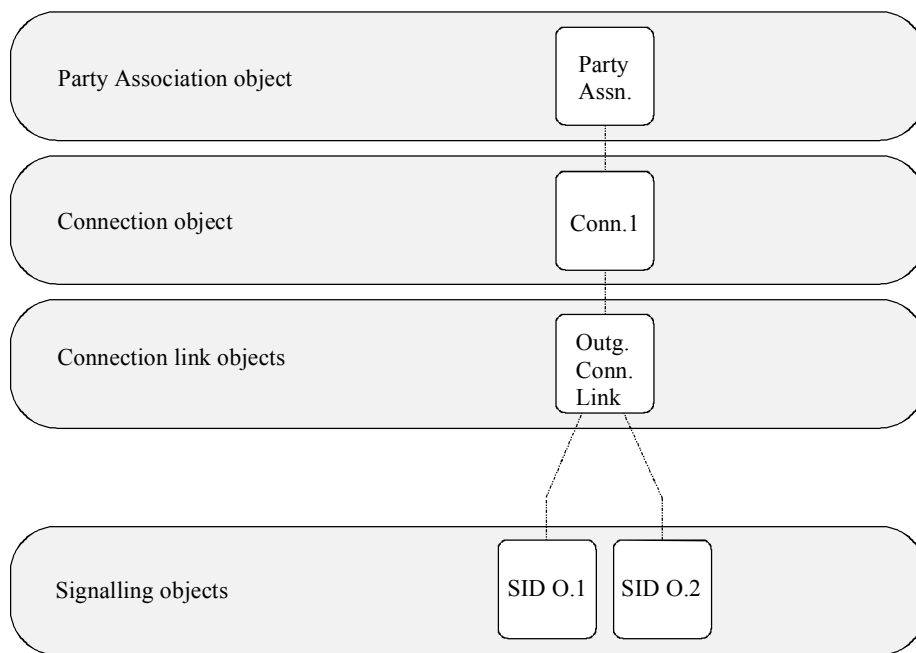 Party Association object
Party
Assn.
Connection object
Conn.1
Connection link objects
Outg.
Conn.
Link
Signalling objects
SID O.1
SID O.2